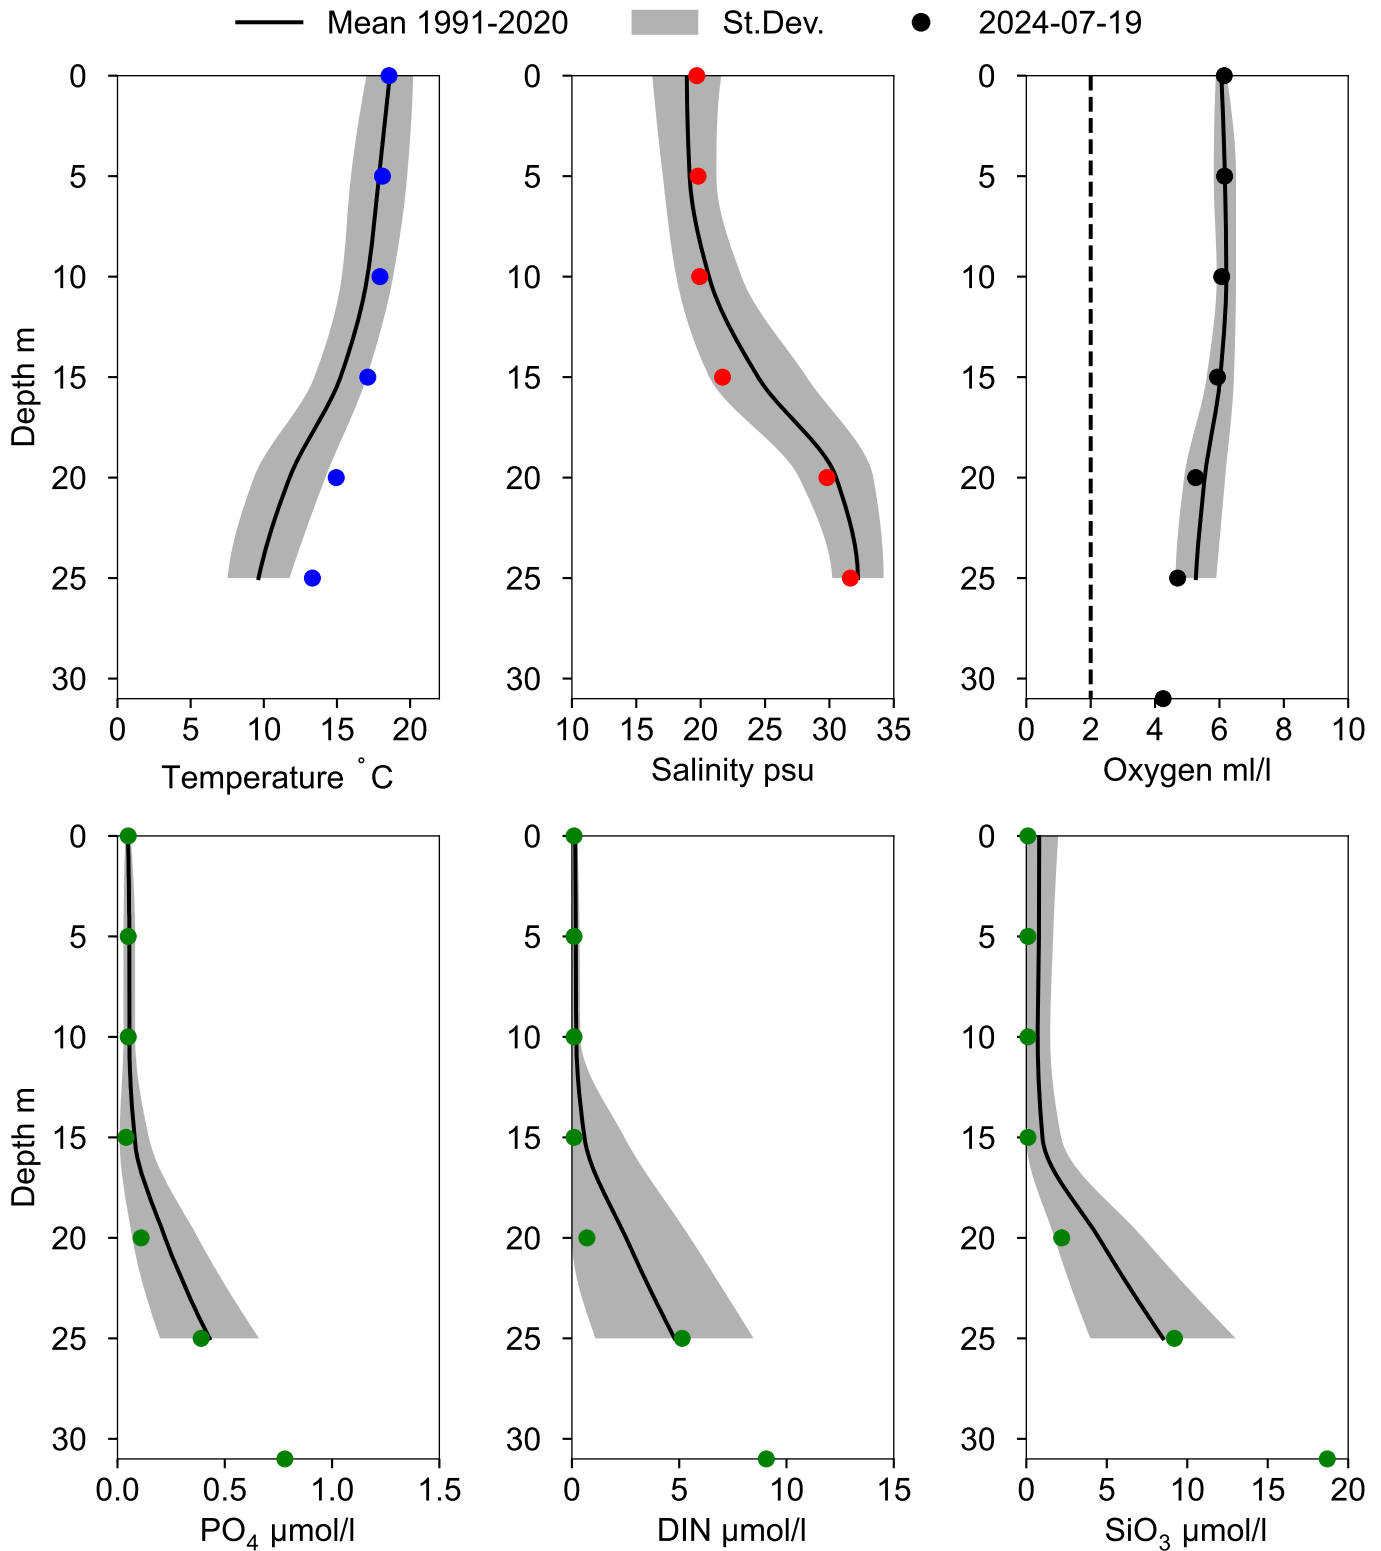 Mean 1991-2020 St.Dev. 2024-07-19
0 0 0
5 5 5
10 10 10
15 15 15
20 20 20
25 25 25
30 30 30
Depth m
0 5 10 15 20 10 15 20 25 30 35 0 2 4 6 8 10
Temperature °C Salinity psu Oxygen ml/l
0 0 0
5 5 5
10 10 10
15 15 15
20 20 20
25 25 25
30 30 30
Depth m
0.0 0.5 1.0 1.5 0 5 10 15 0 5 10 15 20
PO₄ µmol/l DIN µmol/l SiO₃ µmol/l